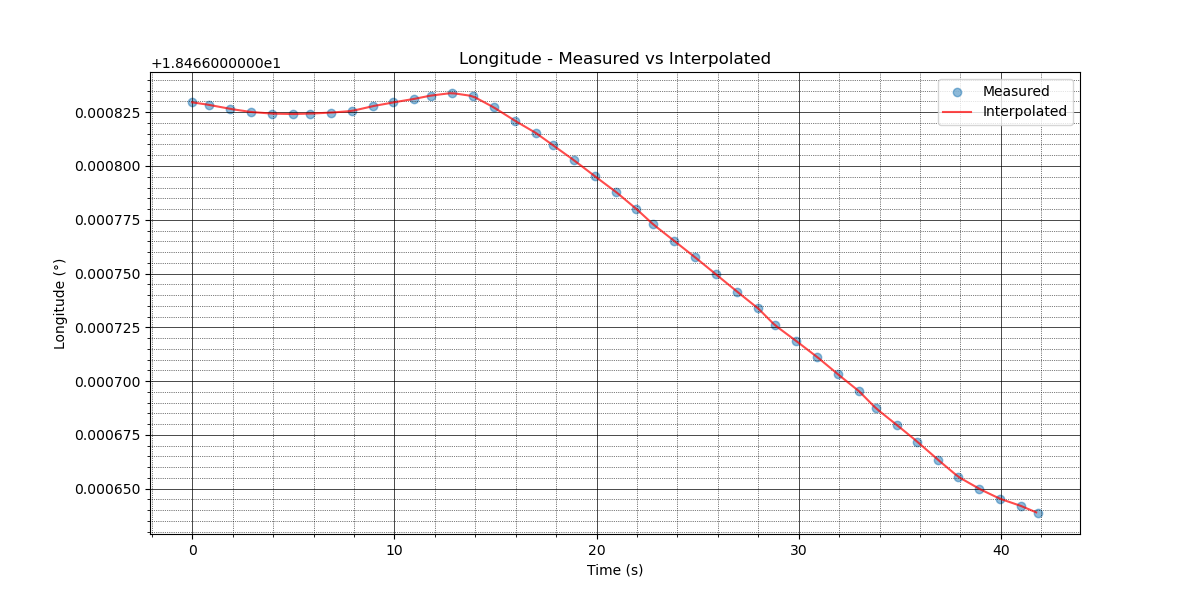 Longitude - Measured vs Interpolated
+1.8466000000e1
Measured
Interpolated
0.000825
0.000800
0.000775
0.000750
0.000725
0.000700
0.000675
0.000650
Longitude (°)
0 10 20 30 40
Time (s)